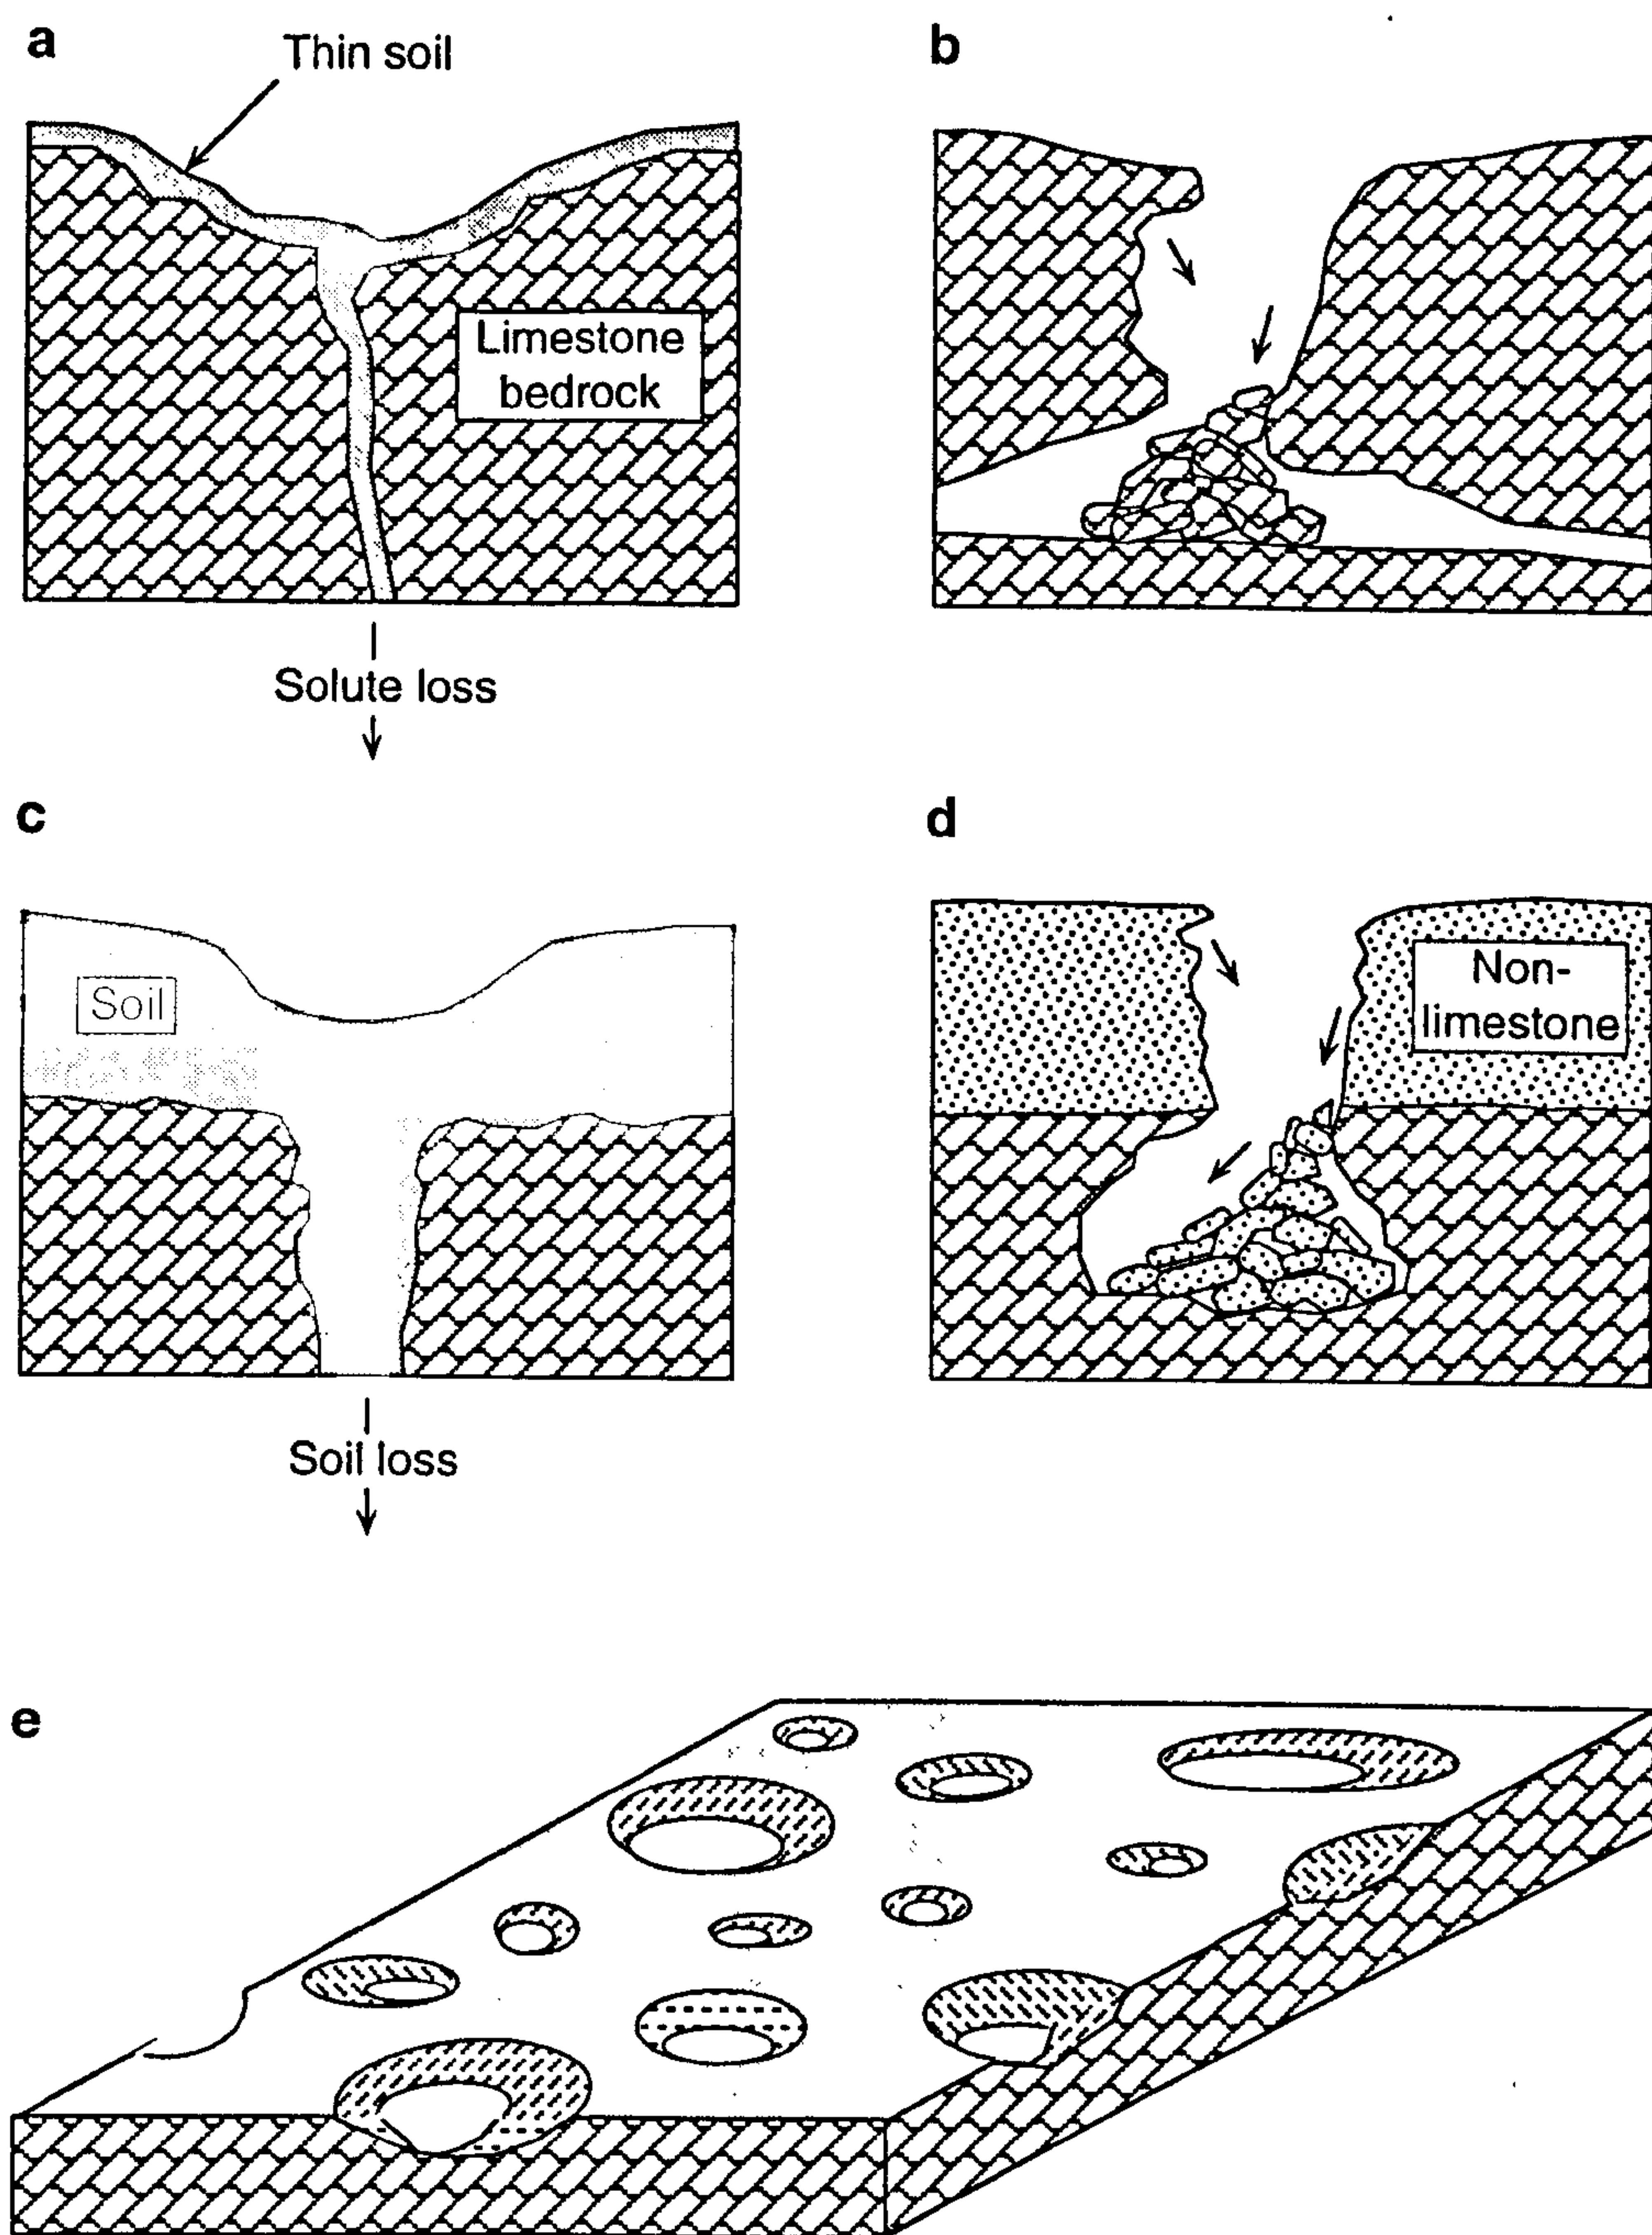 a
Thin soil
Limestone
bedrock
Solute loss
b
c
Soil
Soil loss
d
Non-
limestone
e